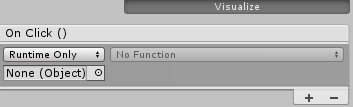 Visualize
On Click ()
Runtime Only No Function
None (Object)